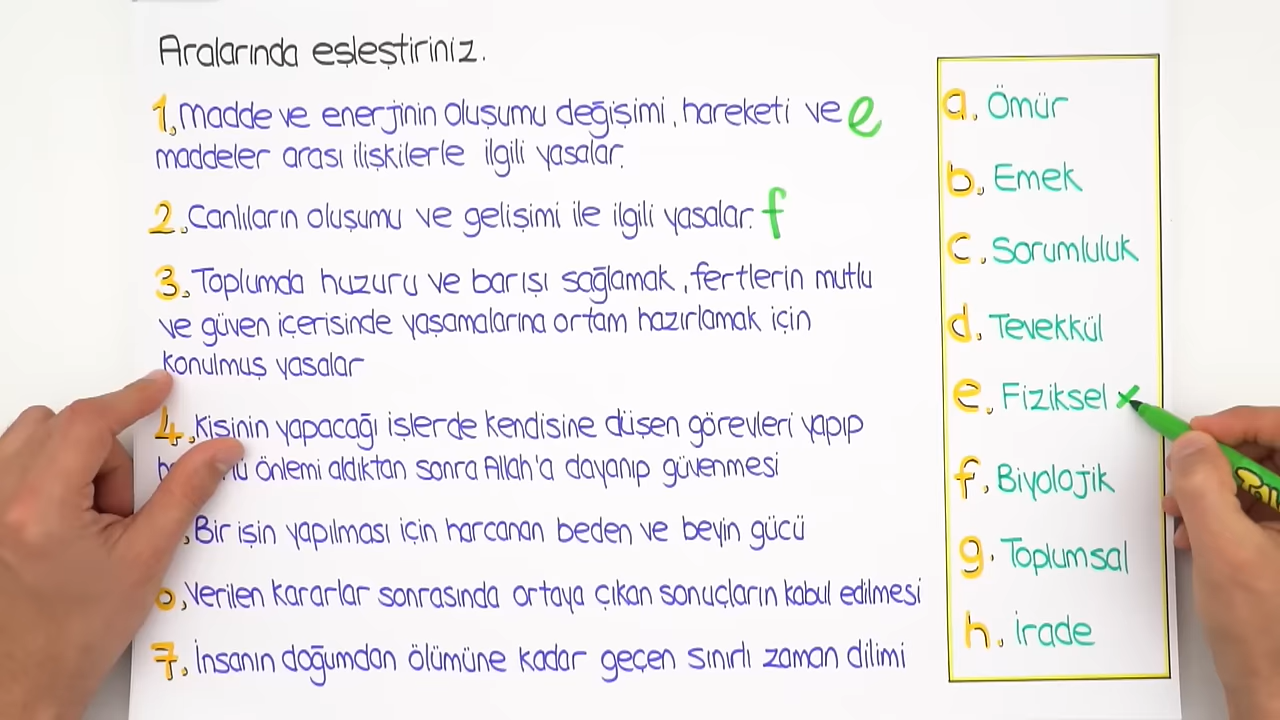 Aralarında eşleştiriniz.
1. Madde ve enerjinin oluşumu değişimi, hareketi ve e
maddeler arası ilişkilerle ilgili yasalar.
2. Canlıların oluşumu ve gelişimi ile ilgili yasalar. f
3. Toplumda huzuru ve barışı sağlamak, fertlerin mutlu
ve güven içerisinde yaşamalarına ortam hazırlamak için
konulmuş yasalar
4. Kişinin yapacağı işlerde kendisine düşen görevleri yapıp
önlemi aldıktan sonra Allah'a dayanıp güvenmesi
Bir işin yapılması için harcanan beden ve beyin gücü
Verilen kararlar sonrasında ortaya çıkan sonuçların kabul edilmesi
7. İnsanın doğumdan ölümüne kadar geçen sınırlı zaman dilimi
a. Ömür
b. Emek
c. Sorumluluk
d. Tevekkül
e. Fiziksel x
f. Biyolojik
g. Toplumsal
h. İrade